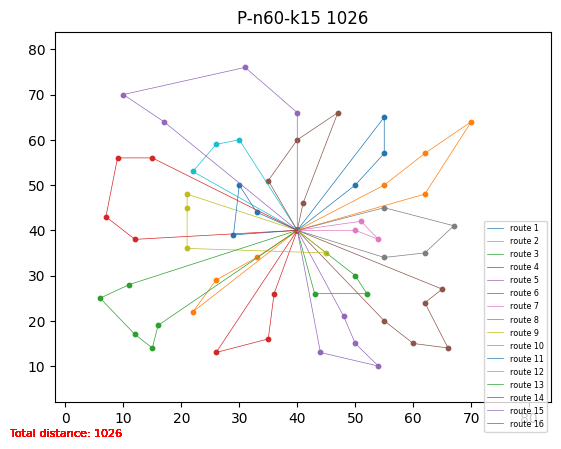 P-n60-k15 1026
80
70
60
50
40
30
20
10
0 10 20 30 40 50 60 70 80
route 1
route 2
route 3
route 4
route 5
route 6
route 7
route 8
route 9
route 10
route 11
route 12
route 13
route 14
route 15
route 16
Total distance: 1026